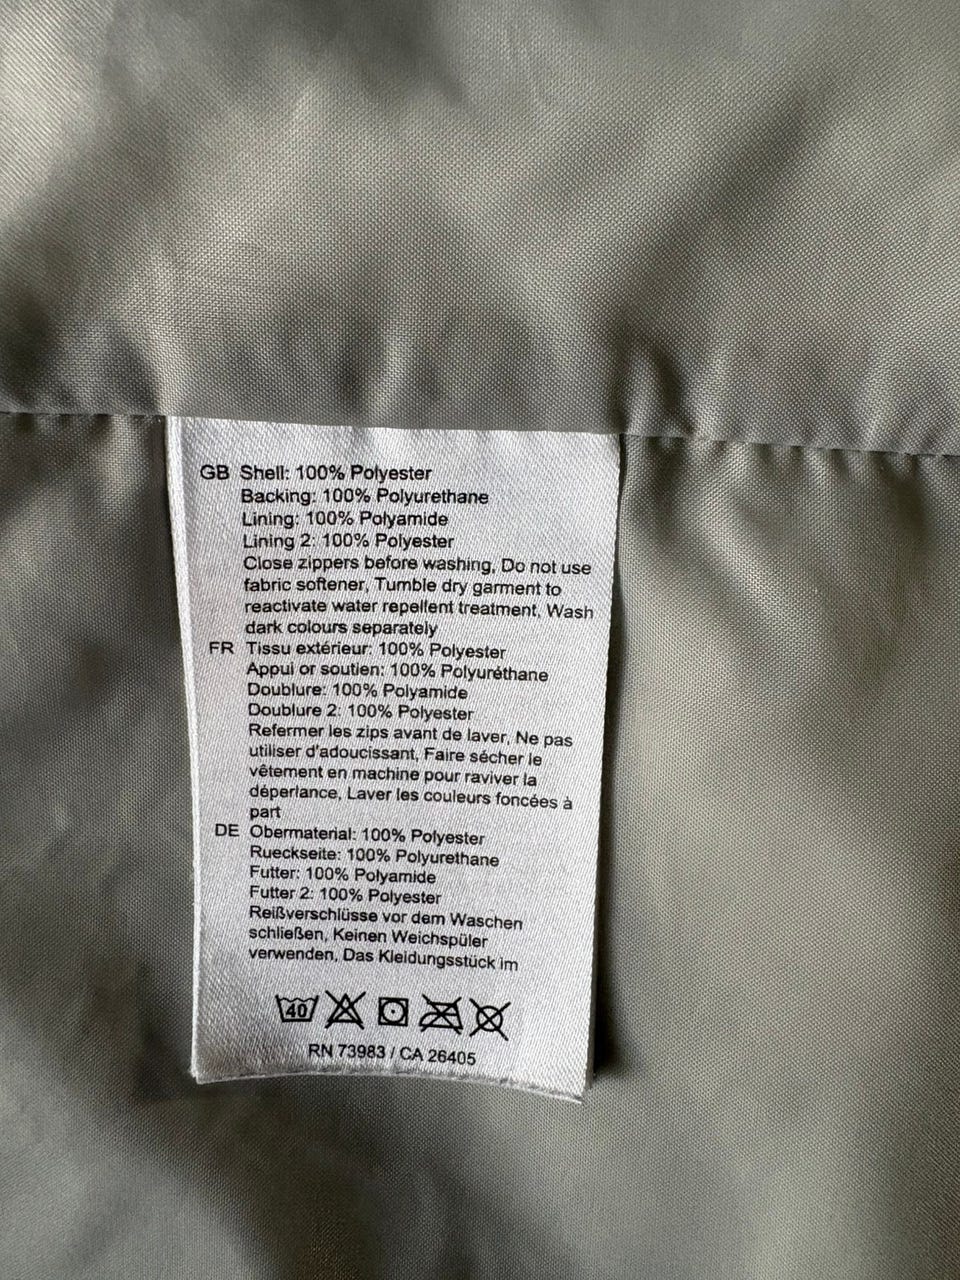 GB Shell: 100% Polyester
Backing: 100% Polyurethane
Lining: 100% Polyamide
Lining 2: 100% Polyester
Close zippers before washing, Do not use
fabric softener, Tumble dry garment to
reactivate water repellent treatment, Wash
dark colours separately
FR Tissu extérieur: 100% Polyester
Appui or soutien: 100% Polyuréthane
Doublure: 100% Polyamide
Doublure 2: 100% Polyester
Refermer les zips avant de laver, Ne pas
utiliser d'adoucissant, Faire sécher le
vêtement en machine pour raviver la
déperlance, Laver les couleurs foncées à
part
DE Obermaterial: 100% Polyester
Rueckseite: 100% Polyurethane
Futter: 100% Polyamide
Futter 2: 100% Polyester
Reißverschlüsse vor dem Waschen
schließen, Keinen Weichspüler
verwenden, Das Kleidungsstück im
40
RN 73983 / CA 26405